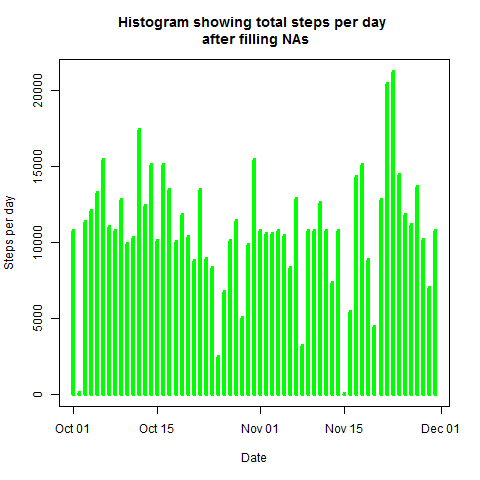 Histogram showing total steps per day
after filling NAs
20000
15000
10000
5000
0
Steps per day
Oct 01
Oct 15
Nov 01
Nov 15
Dec 01
Date